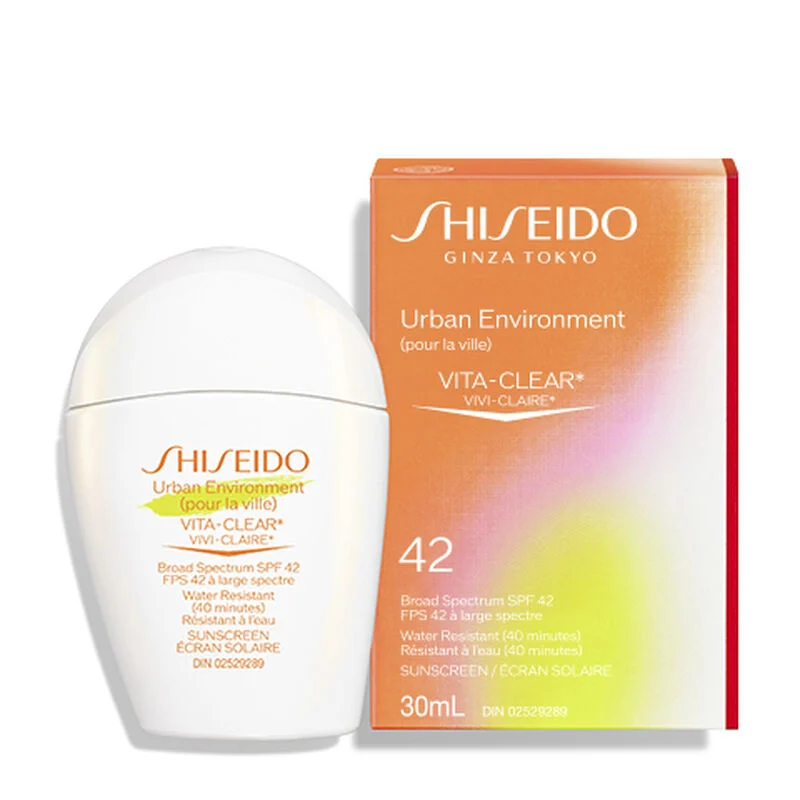 SHISEIDO
Urban Environment
(pour la ville)
VITA-CLEAR*
VIVI-CLAIRE*
Broad Spectrum SPF 42
FPS 42 à large spectre
Water Resistant
(40 minutes)
Résistant à l'eau
SUNSCREEN
ÉCRAN SOLAIRE
DIN 02529289
SHISEIDO
GINZA TOKYO
Urban Environment
(pour la ville)
VITA-CLEAR*
VIVI-CLAIRE*
42
Broad Spectrum SPF 42
FPS 42 à large spectre
Water Resistant (40 minutes)
Résistant à l'eau (40 minutes)
SUNSCREEN / ÉCRAN SOLAIRE
30mL DIN 02529289